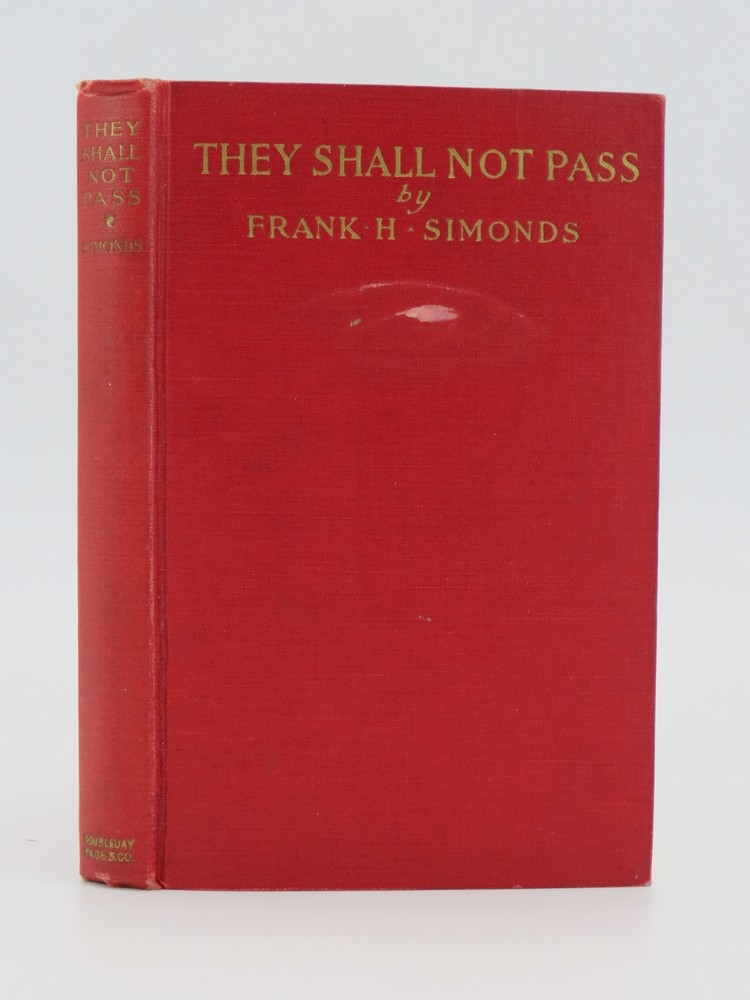 THEY
SHALL
NOT
PASS
SIMONDS
DOUBLEDAY
PAGE & CO.
THEY SHALL NOT PASS
by
FRANK · H · SIMONDS